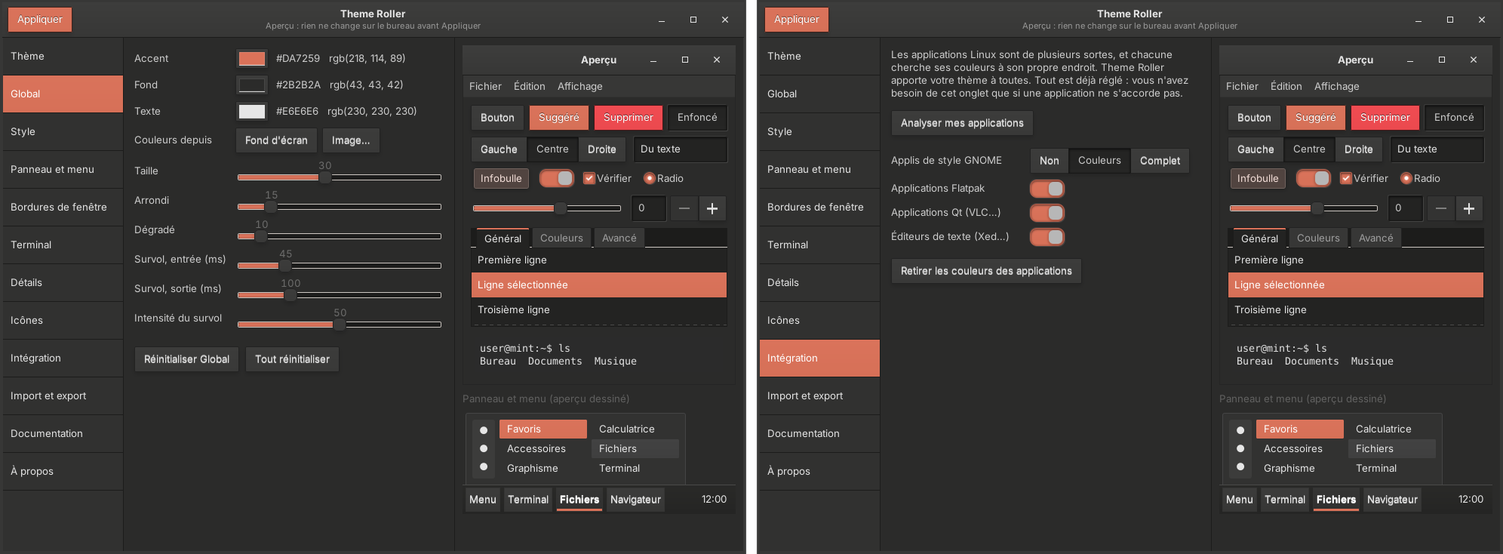 Appliquer
Theme Roller
Aperçu : rien ne change sur le bureau avant Appliquer
Thème
Global
Style
Panneau et menu
Bordures de fenêtre
Terminal
Détails
Icônes
Intégration
Import et export
Documentation
À propos
Accent #DA7259 rgb(218, 114, 89)
Fond #2B2B2A rgb(43, 43, 42)
Texte #E6E6E6 rgb(230, 230, 230)
Couleurs depuis Fond d'écran Image...
Taille 30
Arrondi 15
Dégradé 10
Survol, entrée (ms) 45
Survol, sortie (ms) 100
Intensité du survol 50
Réinitialiser Global Tout réinitialiser
Aperçu
Fichier Édition Affichage
Bouton Suggéré Supprimer Enfoncé
Gauche Centre Droite Du texte
Infobulle Vérifier Radio
0
Général Couleurs Avancé
Première ligne
Ligne sélectionnée
Troisième ligne
user@mint:~$ ls
Bureau Documents Musique
Panneau et menu (aperçu dessiné)
Favoris Calculatrice
Accessoires Fichiers
Graphisme Terminal
Menu Terminal Fichiers Navigateur 12:00
Appliquer
Theme Roller
Aperçu : rien ne change sur le bureau avant Appliquer
Thème
Global
Style
Panneau et menu
Bordures de fenêtre
Terminal
Détails
Icônes
Intégration
Import et export
Documentation
À propos
Les applications Linux sont de plusieurs sortes, et chacune
cherche ses couleurs à son propre endroit. Theme Roller
apporte votre thème à toutes. Tout est déjà réglé : vous n'avez
besoin de cet onglet que si une application ne s'accorde pas.
Analyser mes applications
Applis de style GNOME Non Couleurs Complet
Applications Flatpak
Applications Qt (VLC...)
Éditeurs de texte (Xed...)
Retirer les couleurs des applications
Aperçu
Fichier Édition Affichage
Bouton Suggéré Supprimer Enfoncé
Gauche Centre Droite Du texte
Infobulle Vérifier Radio
0
Général Couleurs Avancé
Première ligne
Ligne sélectionnée
Troisième ligne
user@mint:~$ ls
Bureau Documents Musique
Panneau et menu (aperçu dessiné)
Favoris Calculatrice
Accessoires Fichiers
Graphisme Terminal
Menu Terminal Fichiers Navigateur 12:00